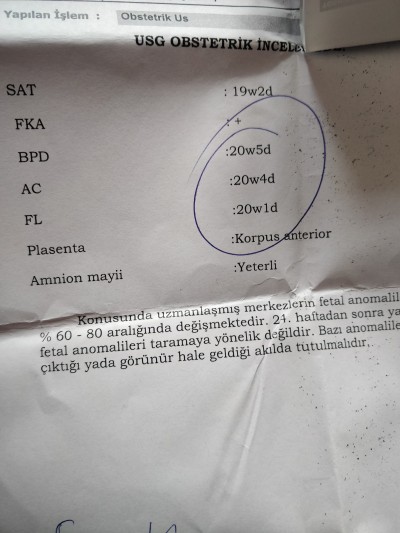 Yapılan İşlem : Obstetrik Us
USG OBSTETRİK
SAT : 19w2d
FKA : +
BPD :20w5d
AC :20w4d
FL :20w1d
Plasenta :Korpus anterior
Amnion mayii :Yeterli
Konusunda uzmanlaşmış merkezlerin fetal anomalil
% 60 - 80 aralığında değişmektedir. 21. haftadan sonra ya
fetal anomalileri taramaya yönelik değildir. Bazı anomalile
çıktığı yada görünür hale geldiği akılda tutulmalıdır.